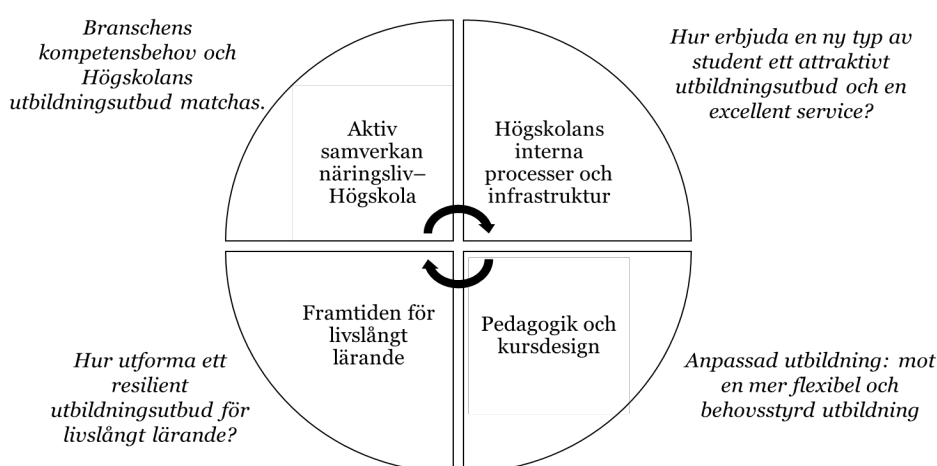 Branschens
kompetensbehov och
Högskolans
utbildningsutbud matchas.
Hur erbjuda en ny typ av
student ett attraktivt
utbildningsutbud och en
excellent service?
Aktiv
samverkan
näringsliv–
Högskola
Högskolans
interna
processer och
infrastruktur
Framtiden för
livslångt
lärande
Pedagogik och
kursdesign
Hur utforma ett
resilient
utbildningsutbud för
livslångt lärande?
Anpassad utbildning: mot
en mer flexibel och
behovsstyrd utbildning